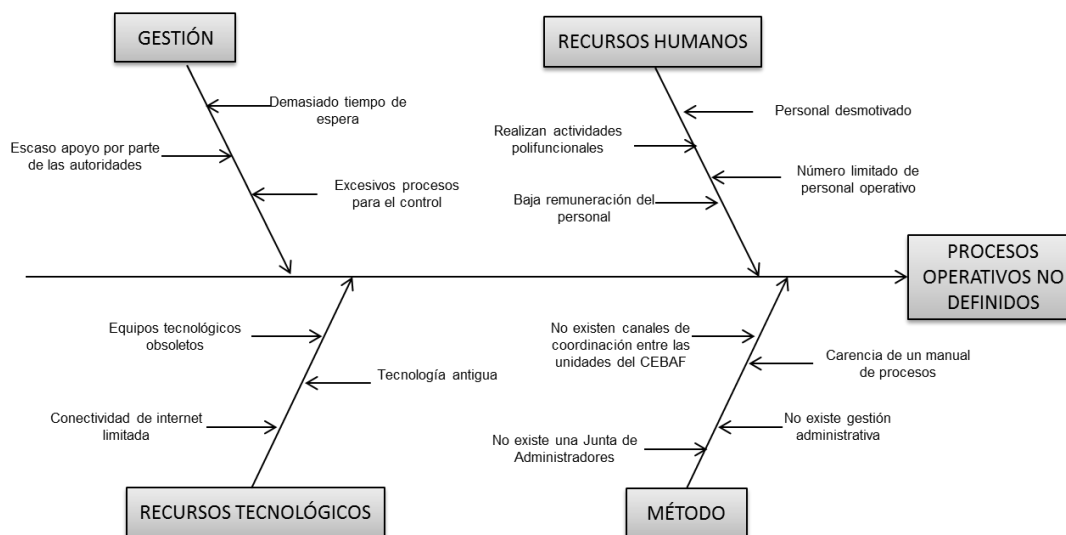 GESTIÓN
RECURSOS HUMANOS
Demasiado tiempo de
espera
Escaso apoyo por parte
de las autoridades
Excesivos procesos
para el control
Personal desmotivado
Realizan actividades
polifuncionales
Número limitado de
personal operativo
Baja remuneración del
personal
PROCESOS
OPERATIVOS NO
DEFINIDOS
Equipos tecnológicos
obsoletos
Tecnología antigua
Conectividad de internet
limitada
No existen canales de
coordinación entre las
unidades del CEBAF
Carencia de un manual
de procesos
No existe gestión
administrativa
No existe una Junta de
Administradores
RECURSOS TECNOLÓGICOS
MÉTODO